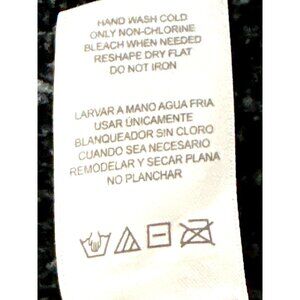 HAND WASH COLD
ONLY NON-CHLORINE
BLEACH WHEN NEEDED
RESHAPE DRY FLAT
DO NOT IRON
LARVAR A MANO AGUA FRIA
USAR ÚNICAMENTE
BLANQUEADOR SIN CLORO
CUANDO SEA NECESARIO
REMODELAR Y SECAR PLANA
NO PLANCHAR